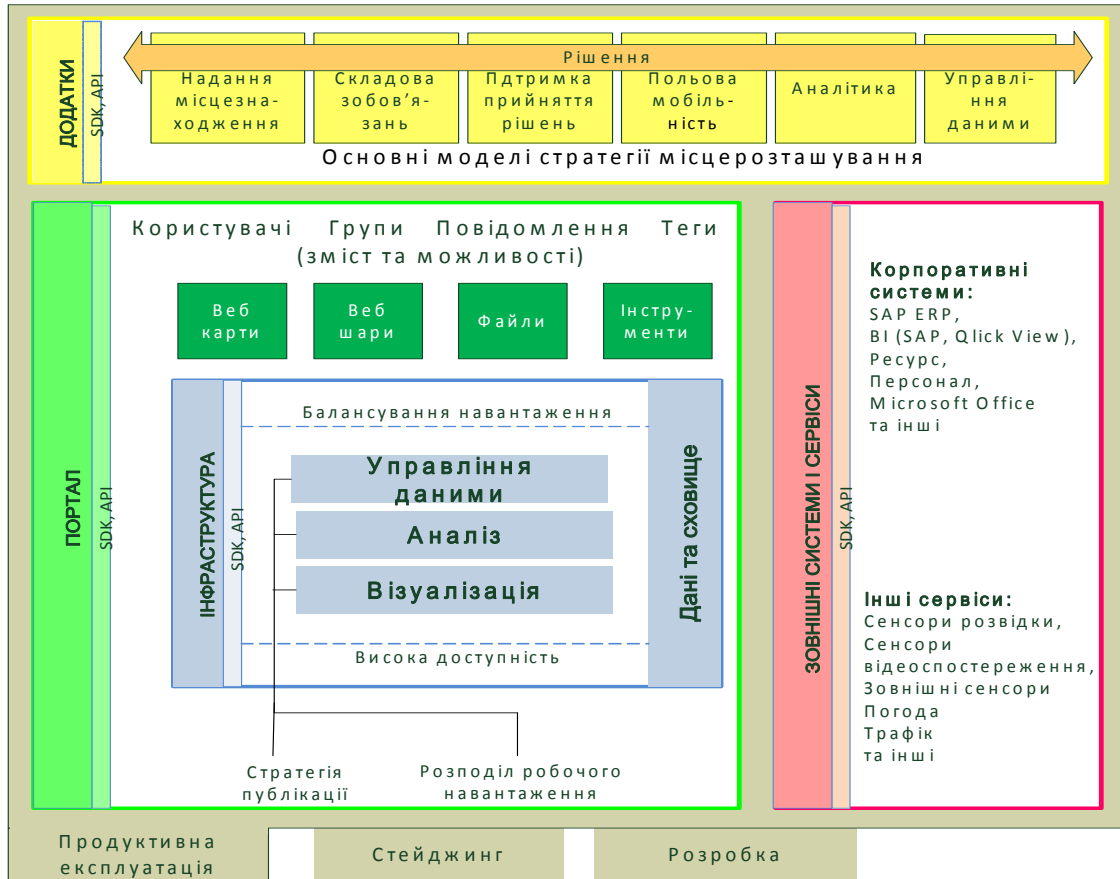 Рішення
ДОДАТКИ
SDK, API
Надання
місцезна-
ходження
Складова
зобов’я-
зань
Пдтримка
прийняття
рішень
Польова
мобіль-
ність
Аналітика
Управлі-
ння
даними
Основні моделі стратегії місцерозташування
ПОРТАЛ
SDK, API
Користувачі Групи Повідомлення Теги
(зміст та можливості)
Веб
карти
Веб
шари
Файли
Інстру-
менти
ІНФРАСТРУКТУРА
SDK, API
Балансування навантаження
Управління
даними
Аналіз
Візуалізація
Висока доступність
Дані та сховище
Стратегія
публікації
Розподіл робочого
навантаження
ЗОВНІШНІ СИСТЕМИ І СЕРВІСИ
SDK, API
Корпоративні
системи:
SAP ERP,
BI (SAP, Qlick View),
Ресурс,
Персонал,
Microsoft Office
та інші
Інші сервіси:
Сенсори розвідки,
Сенсори
відеоспостереження,
Зовнішні сенсори
Погода
Трафік
та інші
Продуктивна
експлуатація
Стейджинг
Розробка